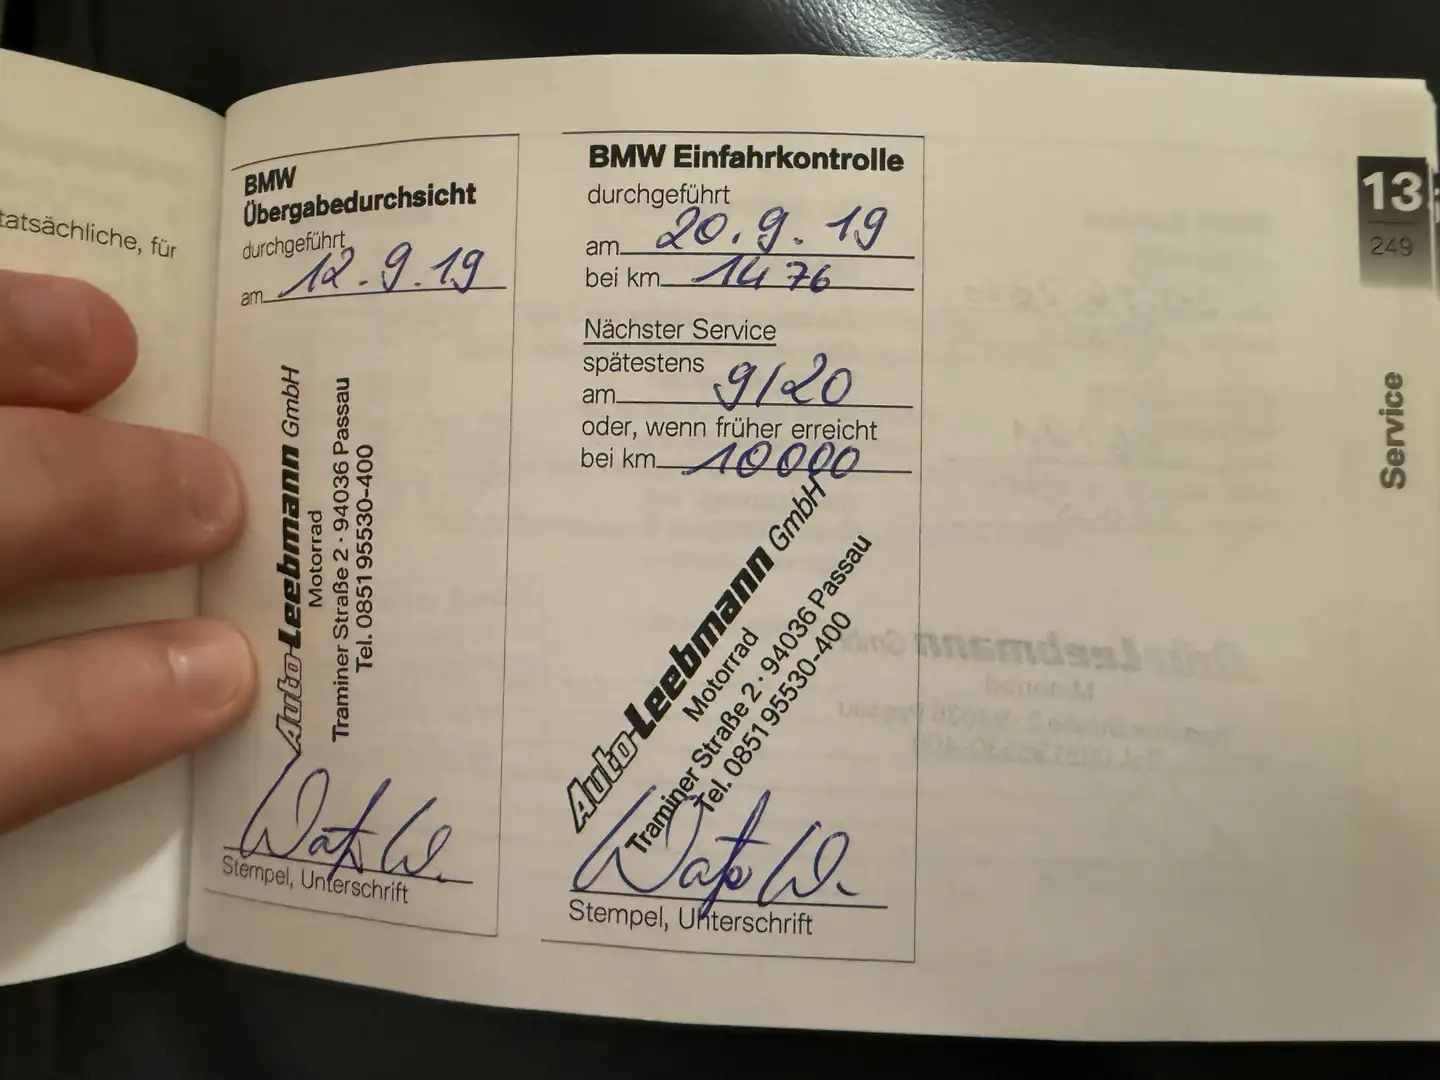 tatsächliche, für
BMW
Übergabedurchsicht
durchgeführt
am 12.9.19
Auto-Leebmann GmbH
Motorrad
Traminer Straße 2 · 94036 Passau
Tel. 0851 95530-400
Stempel, Unterschrift
BMW Einfahrkontrolle
durchgeführt
am 20.9.19
bei km 1476
Nächster Service
spätestens
am 9/20
oder, wenn früher erreicht
bei km 10000
Auto-Leebmann GmbH
Motorrad
Traminer Straße 2 · 94036 Passau
Tel. 0851 95530-400
Stempel, Unterschrift
13
249
Service